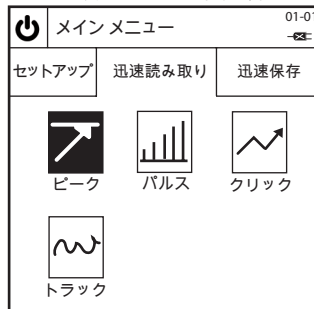 メイン メニュー
01-01
セットアップ 迅速読み取り 迅速保存
ピーク パルス クリック
トラック